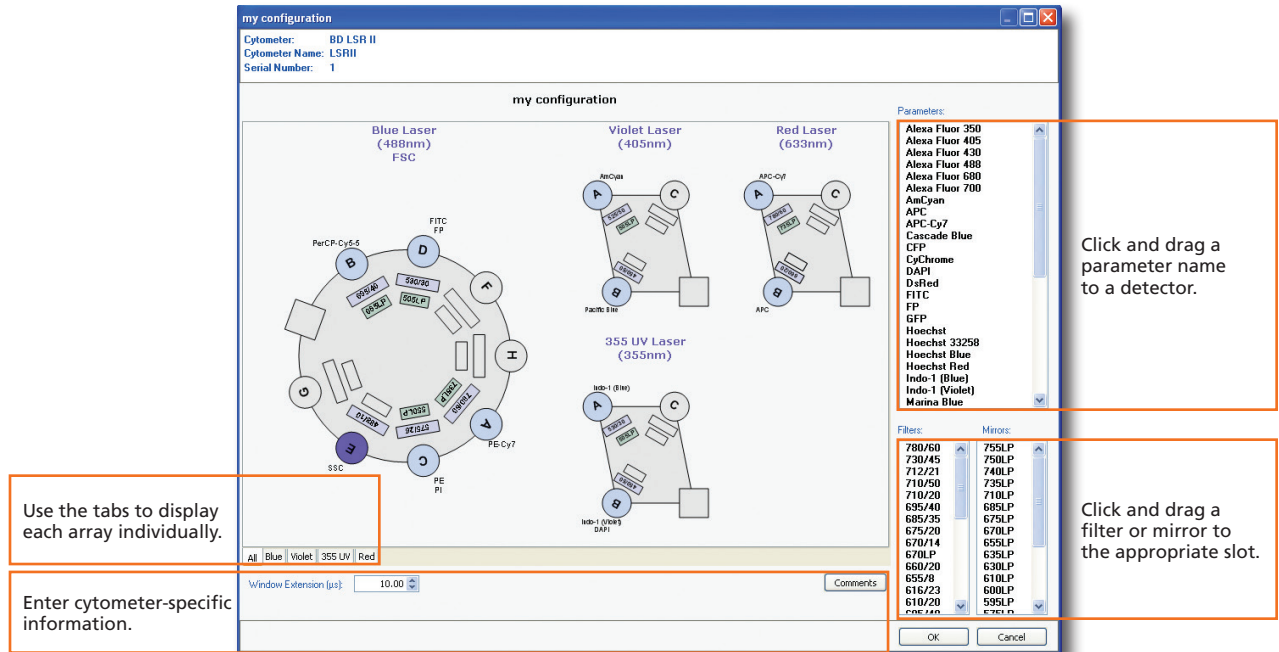 my configuration
Cytometer: BD LSR II
Cytometer Name: LSRII
Serial Number: 1
my configuration
Blue Laser
(488nm)
FSC
PerCP-Cy5-5
B
FITC
FP
D
F
H
A
PE-Cy7
C
PE
PI
E
SSC
G
695/40
685LP
530/30
505LP
735LP
780/60
550LP
575/26
488/10
Violet Laser
(405nm)
AmCyan
A
C
525/50
505LP
B
Pacific Blue
Red Laser
(633nm)
APC-Cy7
A
C
780/60
735LP
B
APC
355 UV Laser
(355nm)
Indo-1 (Blue)
A
C
530/30
505LP
B
Indo-1 (Violet)
DAPI
All
Blue
Violet
355 UV
Red
Window Extension (µs): 10.00
Comments
Parameters:
Alexa Fluor 350
Alexa Fluor 405
Alexa Fluor 430
Alexa Fluor 488
Alexa Fluor 680
Alexa Fluor 700
AmCyan
APC
APC-Cy7
Cascade Blue
CFP
CyChrome
DAPI
DsRed
FITC
FP
GFP
Hoechst
Hoechst 33258
Hoechst Blue
Hoechst Red
Indo-1 (Blue)
Indo-1 (Violet)
Marina Blue
Filters:
780/60
730/45
712/21
710/50
710/20
695/40
685/35
675/20
670/14
670LP
660/20
655/8
616/23
610/20
Mirrors:
755LP
750LP
740LP
735LP
710LP
685LP
675LP
670LP
655LP
635LP
630LP
610LP
600LP
595LP
OK
Cancel
Click and drag a
parameter name
to a detector.
Click and drag a
filter or mirror to
the appropriate slot.
Use the tabs to display
each array individually.
Enter cytometer-specific
information.